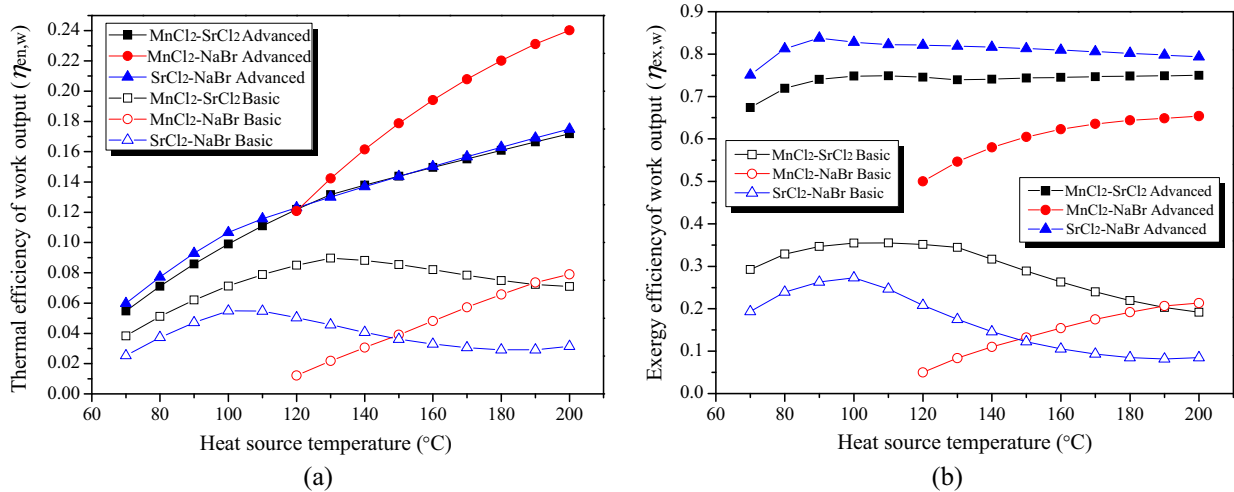 Thermal efficiency of work output (ηen,w)
0.24
0.22
0.20
0.18
0.16
0.14
0.12
0.10
0.08
0.06
0.04
0.02
0.00
MnCl2-SrCl2 Advanced
MnCl2-NaBr Advanced
SrCl2-NaBr Advanced
MnCl2-SrCl2 Basic
MnCl2-NaBr Basic
SrCl2-NaBr Basic
60 80 100 120 140 160 180 200
Heat source temperature (°C)
(a)
Exergy efficiency of work output (ηex,w)
0.9
0.8
0.7
0.6
0.5
0.4
0.3
0.2
0.1
0.0
MnCl2-SrCl2 Basic
MnCl2-NaBr Basic
SrCl2-NaBr Basic
MnCl2-SrCl2 Advanced
MnCl2-NaBr Advanced
SrCl2-NaBr Advanced
60 80 100 120 140 160 180 200
Heat source temperature (°C)
(b)